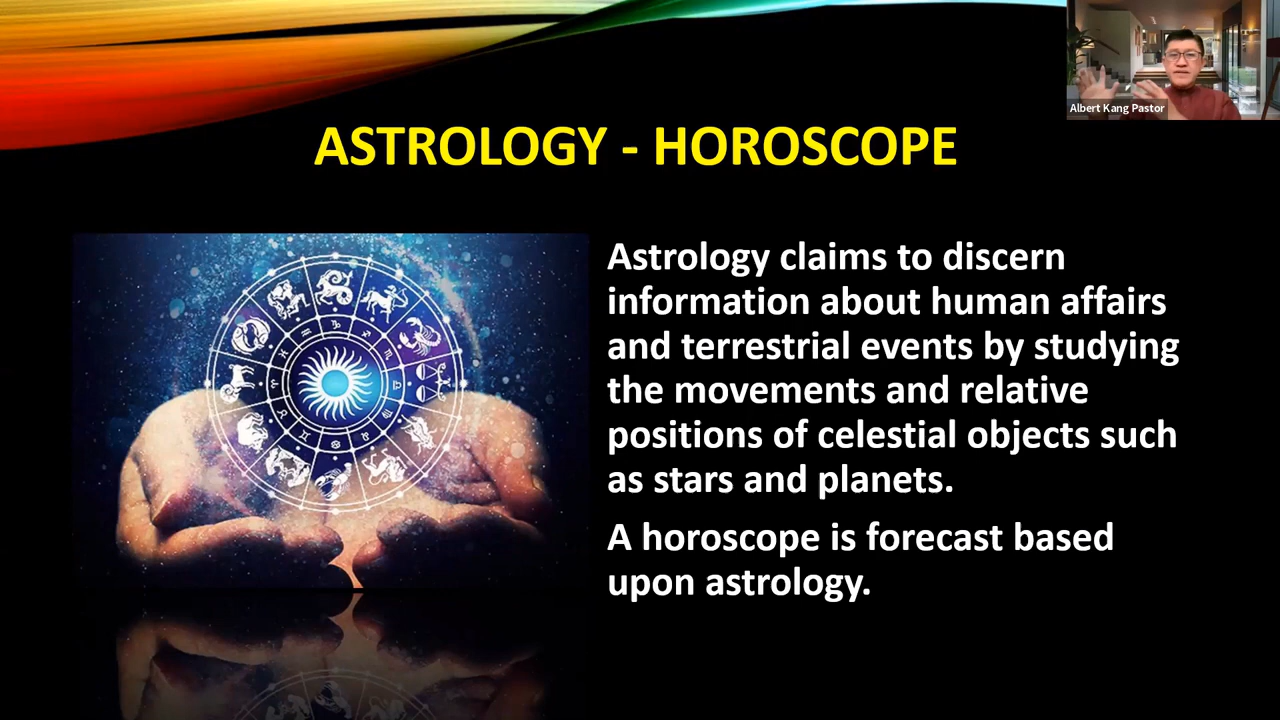 Albert Kang Pastor
ASTROLOGY - HOROSCOPE
Astrology claims to discern
information about human affairs
and terrestrial events by studying
the movements and relative
positions of celestial objects such
as stars and planets.
A horoscope is forecast based
upon astrology.